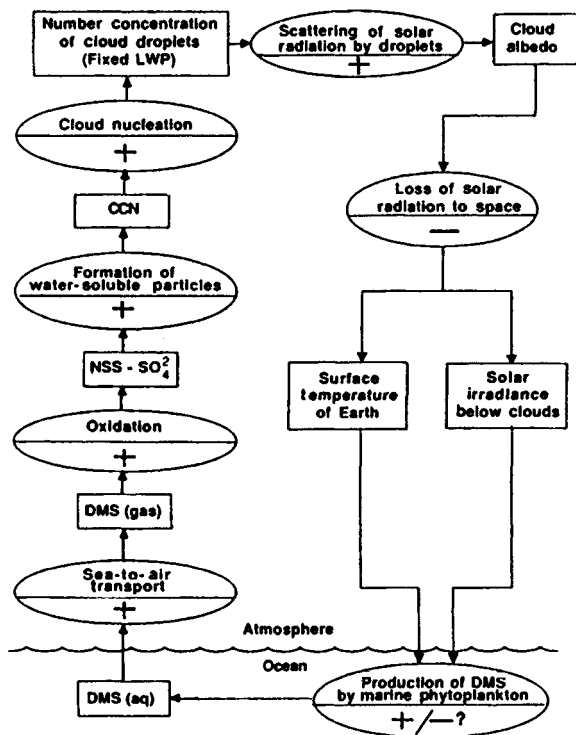 Number concentration
of cloud droplets
(Fixed LWP)
Scattering of solar
radiation by droplets
+
Cloud
albedo
Cloud nucleation
+
Loss of solar
radiation to space
—
CCN
Formation of
water-soluble particles
+
NSS - SO₄²
Surface
temperature
of Earth
Solar
irradiance
below clouds
Oxidation
+
DMS (gas)
Sea-to-air
transport
+
Atmosphere
Ocean
DMS (aq)
Production of DMS
by marine phytoplankton
+/—?